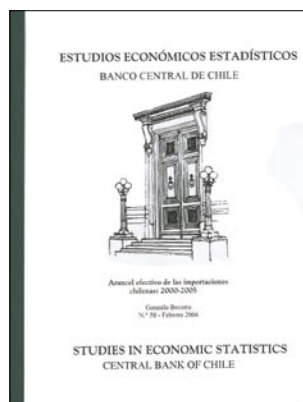 ESTUDIOS ECONÓMICOS ESTADÍSTICOS
BANCO CENTRAL DE CHILE
Arancel efectivo de las importaciones
chilenas: 2000-2005
Gonzalo Becerra
N.º 50 - Febrero 2006
STUDIES IN ECONOMIC STATISTICS
CENTRAL BANK OF CHILE